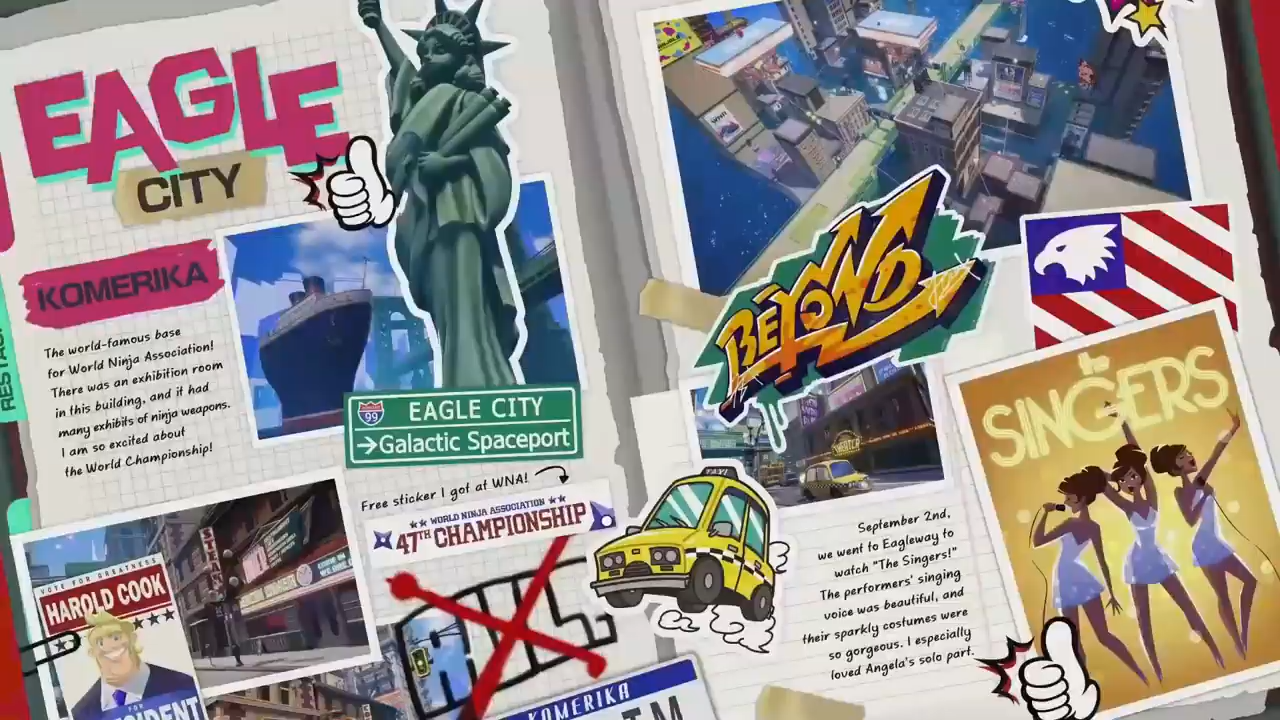 EAGLE
CITY
KOMERIKA
The world-famous base
for World Ninja Association!
There was an exhibition room
in this building, and it had
many exhibits of ninja weapons.
I am so excited about
the World Championship!
99
EAGLE CITY
→Galactic Spaceport
Free sticker I got at WNA!
WORLD NINJA ASSOCIATION
47TH CHAMPIONSHIP
VOTE FOR GREATNESS
HAROLD COOK
FOR
KOMERIKA
BEYOND
TAXI
September 2nd,
we went to Eagleway to
watch "The Singers!"
The performers' singing
voice was beautiful, and
their sparkly costumes were
so gorgeous. I especially
loved Angela's solo part.
the
SINGERS